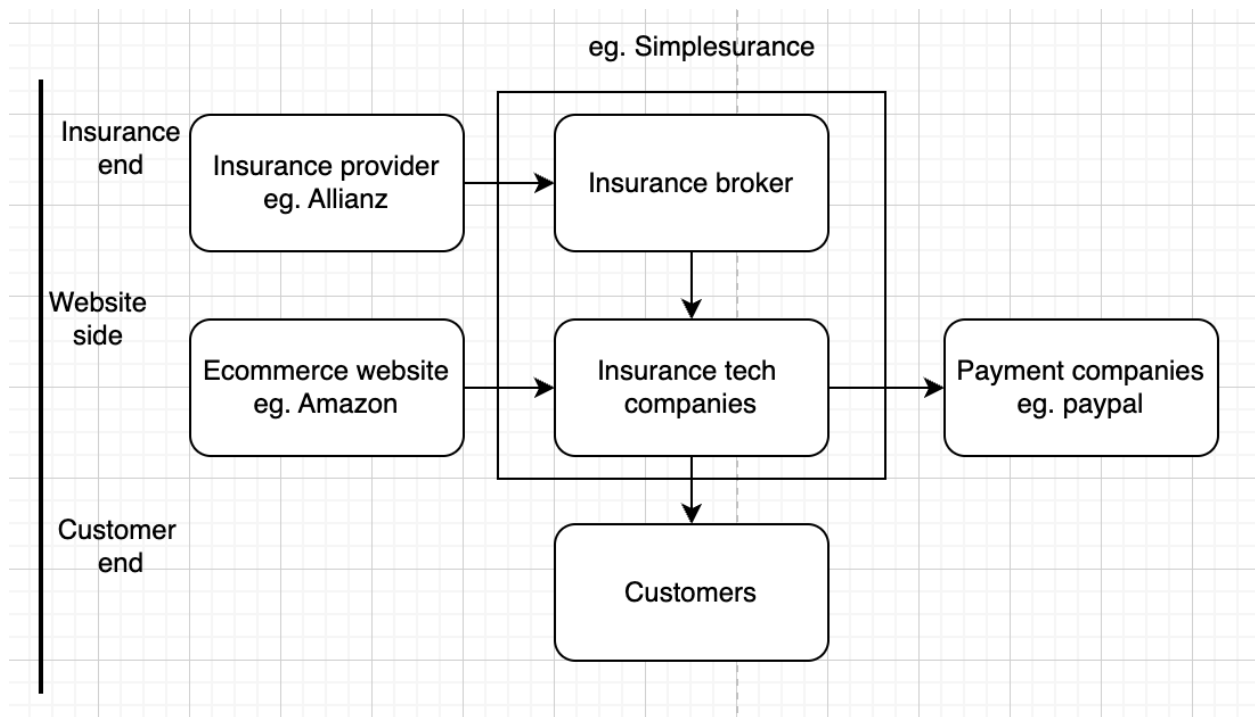 eg. Simplesurance
Insurance
end
Insurance provider
eg. Allianz
Insurance broker
Website
side
Ecommerce website
eg. Amazon
Insurance tech
companies
Payment companies
eg. paypal
Customer
end
Customers